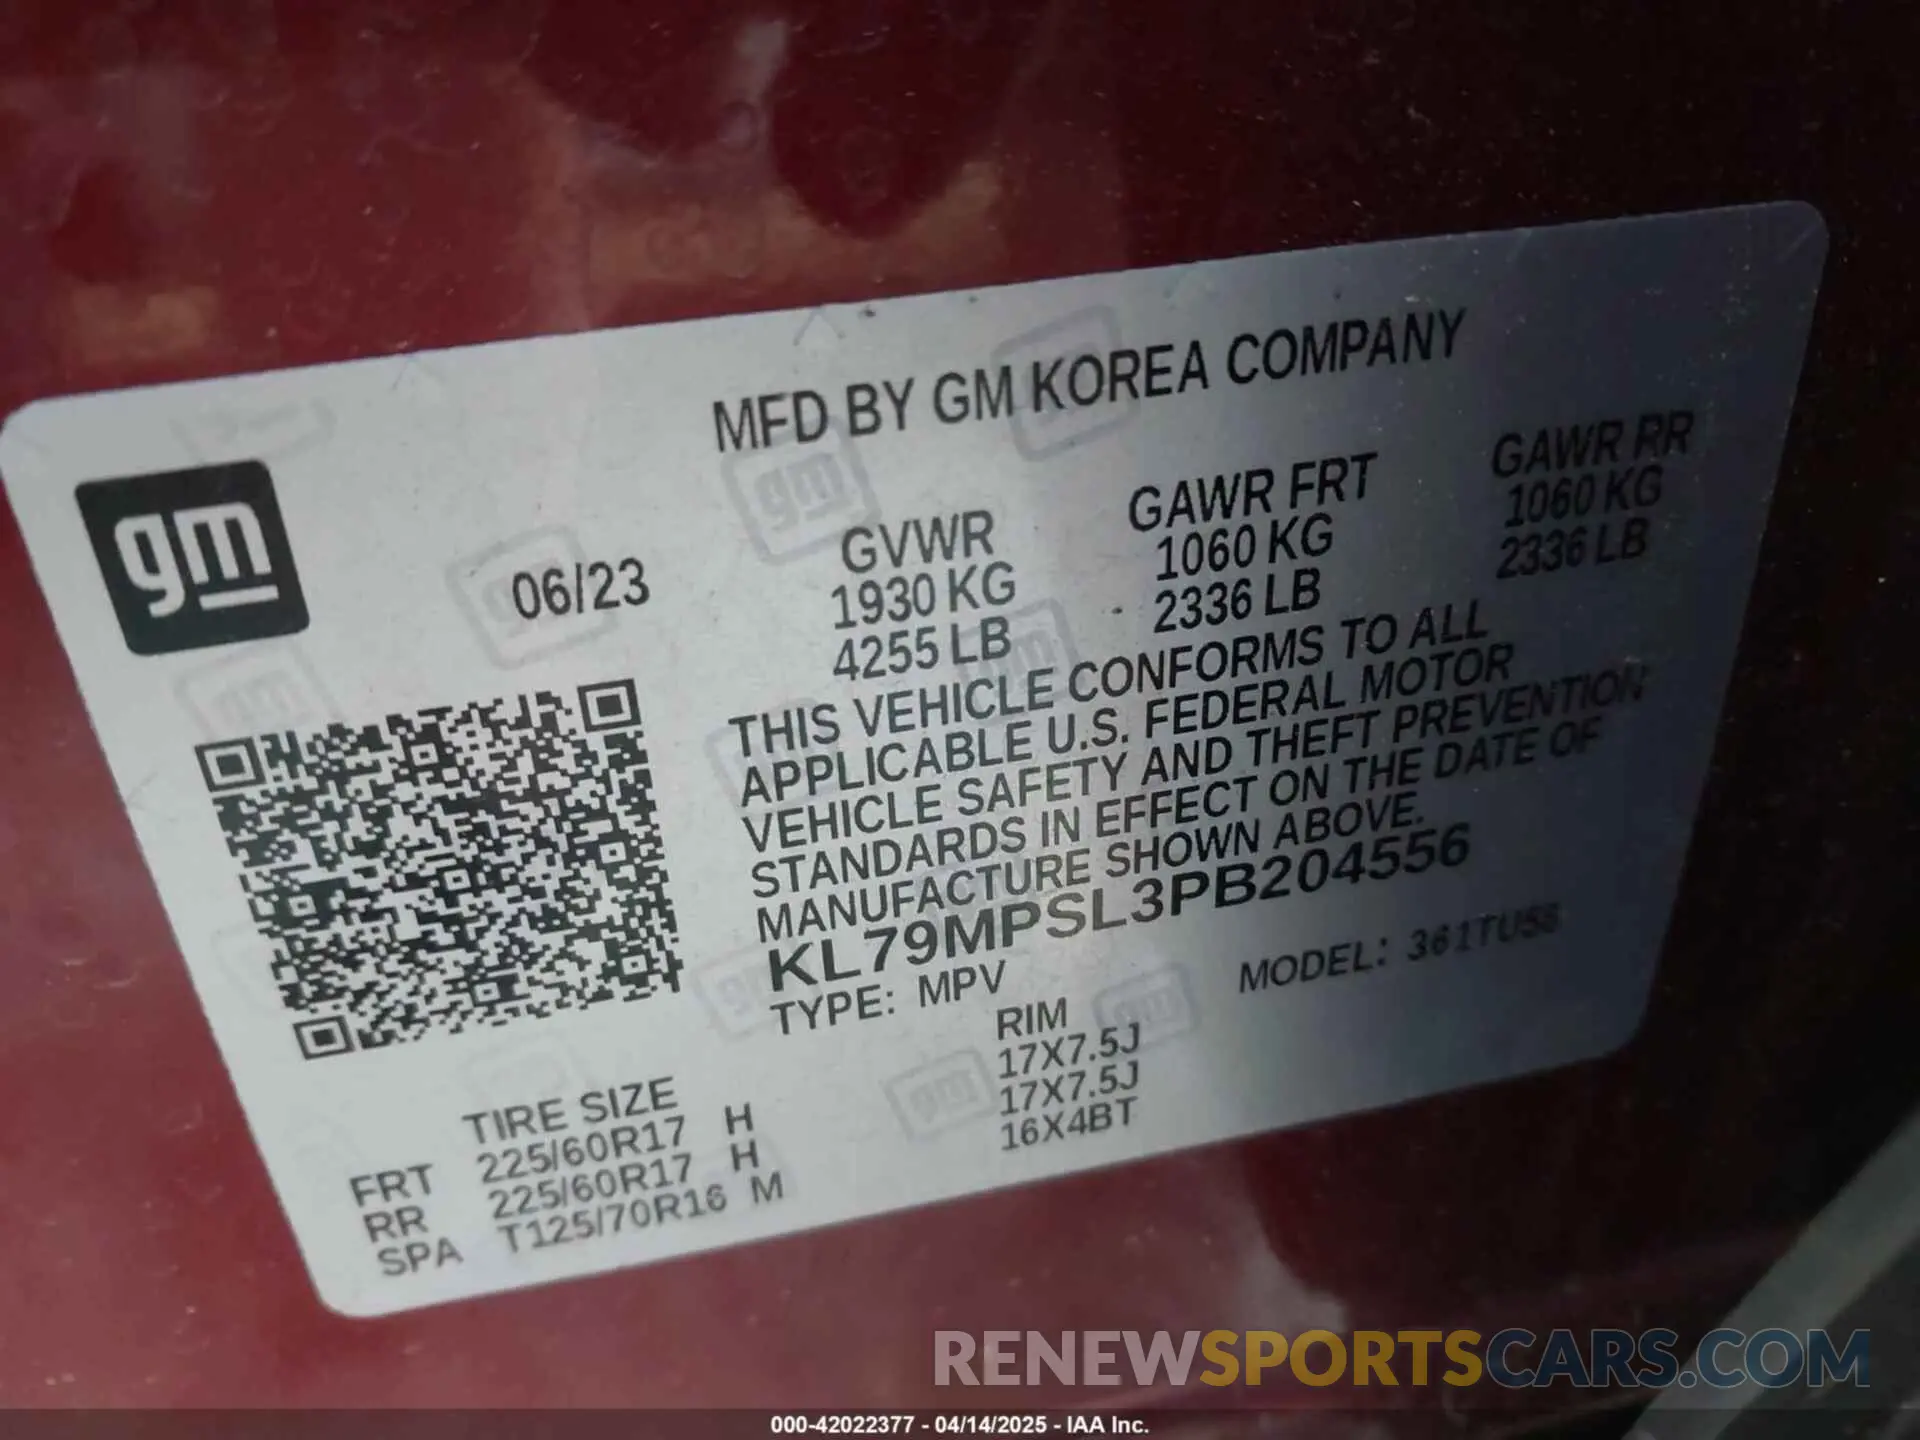 MFD BY GM KOREA COMPANY
gm
06/23
GVWR
1930 KG
4255 LB
GAWR FRT
1060 KG
2336 LB
GAWR RR
1060 KG
2336 LB
THIS VEHICLE CONFORMS TO ALL
APPLICABLE U.S. FEDERAL MOTOR
VEHICLE SAFETY AND THEFT PREVENTION
STANDARDS IN EFFECT ON THE DATE OF
MANUFACTURE SHOWN ABOVE.
KL79MPSL3PB204556
TYPE: MPV
MODEL:
TIRE SIZE RIM
FRT 225/60R17 H 17X7.5J
RR 225/60R17 H 17X7.5J
SPA T125/70R16 M 16X4BT
RENEWSPORTSCARS.COM
000-42022377 - 04/14/2025 - IAA Inc.